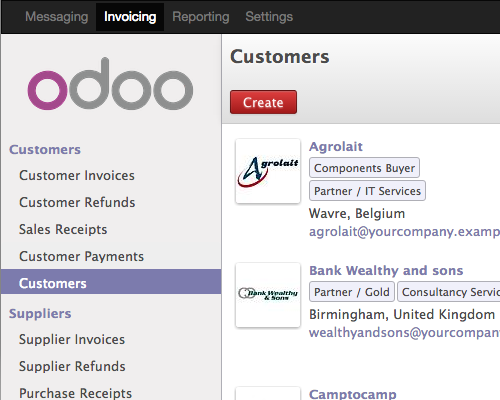 Messaging Invoicing Reporting Settings
odoo
Customers
Customer Invoices
Customer Refunds
Sales Receipts
Customer Payments
Customers
Suppliers
Supplier Invoices
Supplier Refunds
Purchase Receipts
Customers
Create
Agrolait
Agrolait
Components Buyer
Partner / IT Services
Wavre, Belgium
agrolait@yourcompany.examp
Bank Wealthy
& Sons
Bank Wealthy and sons
Partner / Gold Consultancy Servic
Birmingham, United Kingdom
wealthyandsons@yourcompany
Camptocamp